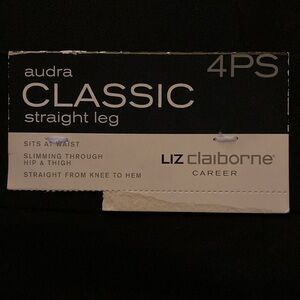 4PS
audra
CLASSIC
straight leg
SITS AT WAIST
SLIMMING THROUGH
HIP & THIGH
STRAIGHT FROM KNEE TO HEM
LIZ claiborne®
CAREER